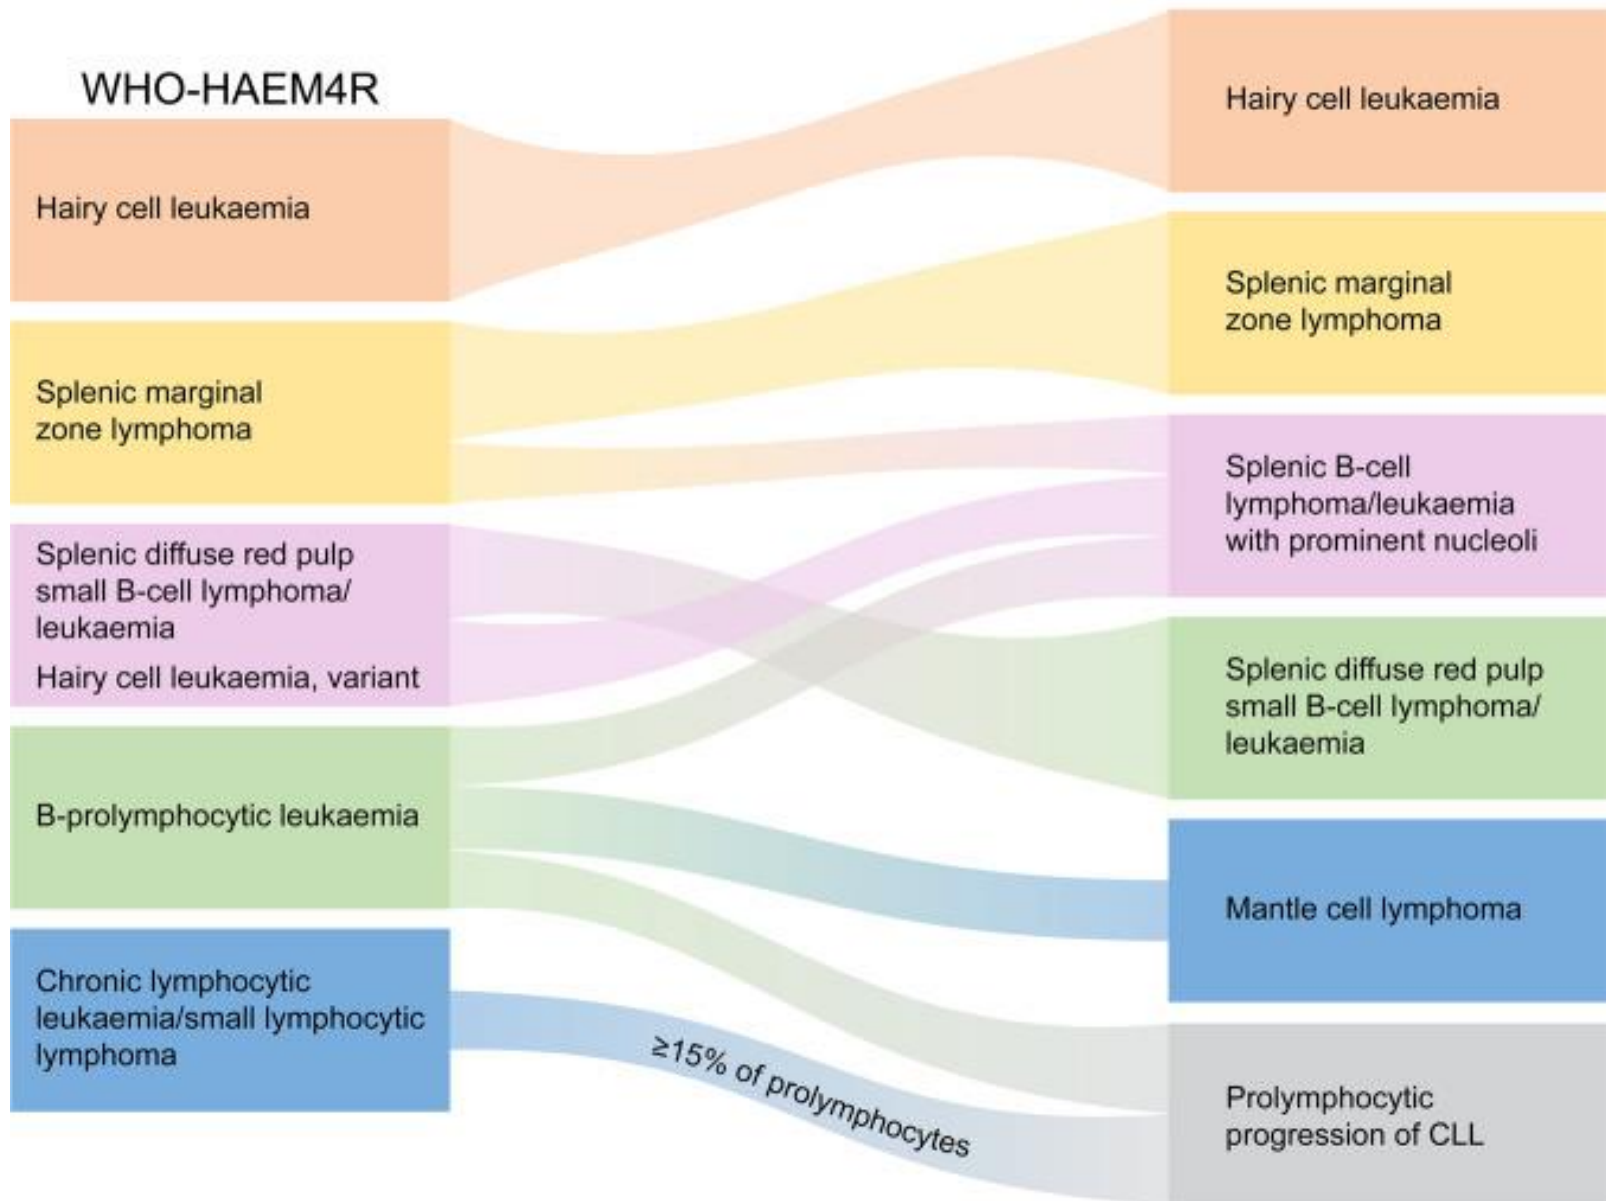 WHO-HAEM4R
Hairy cell leukaemia
Splenic marginal
zone lymphoma
Splenic diffuse red pulp
small B-cell lymphoma/
leukaemia
Hairy cell leukaemia, variant
B-prolymphocytic leukaemia
Chronic lymphocytic
leukaemia/small lymphocytic
lymphoma
≥15% of prolymphocytes
Hairy cell leukaemia
Splenic marginal
zone lymphoma
Splenic B-cell
lymphoma/leukaemia
with prominent nucleoli
Splenic diffuse red pulp
small B-cell lymphoma/
leukaemia
Mantle cell lymphoma
Prolymphocytic
progression of CLL